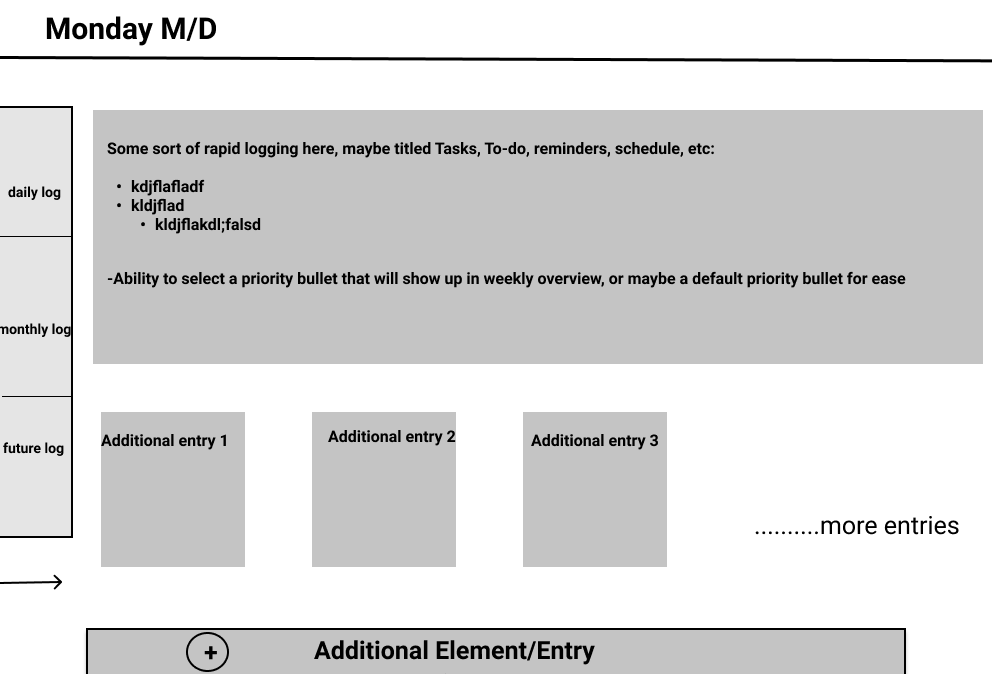 Monday M/D
Some sort of rapid logging here, maybe titled Tasks, To-do, reminders, schedule, etc:
• kdjflafladf
• kldjflad
• kldjflakdl;falsd
-Ability to select a priority bullet that will show up in weekly overview, or maybe a default priority bullet for ease
daily log
monthly log
future log
Additional entry 1
Additional entry 2
Additional entry 3
..........more entries
+ Additional Element/Entry